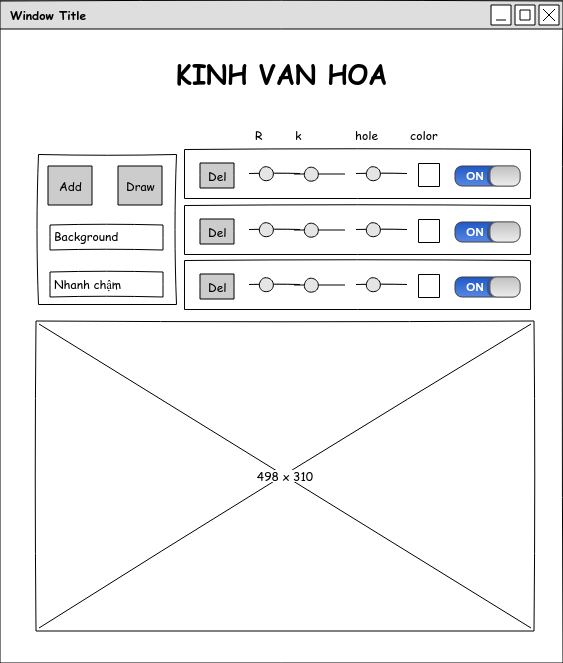 Window Title
KINH VAN HOA
R k hole color
Add Draw
Background
Nhanh chậm
Del ON
Del ON
Del ON
498 x 310